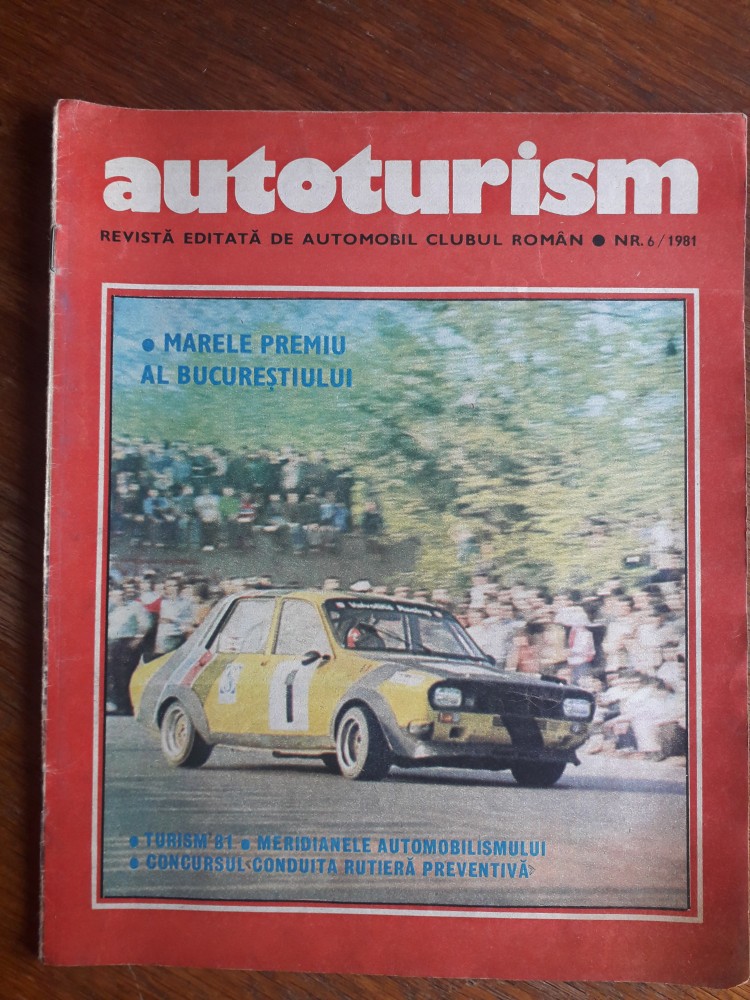 autoturism
REVISTĂ EDITATĂ DE AUTOMOBIL CLUBUL ROMÂN ● NR. 6/1981
● MARELE PREMIU
AL BUCUREȘTIULUI
1
● TURISM '81 ● MERIDIANELE AUTOMOBILISMULUI
● CONCURSUL «CONDUITA RUTIERĂ PREVENTIVĂ»